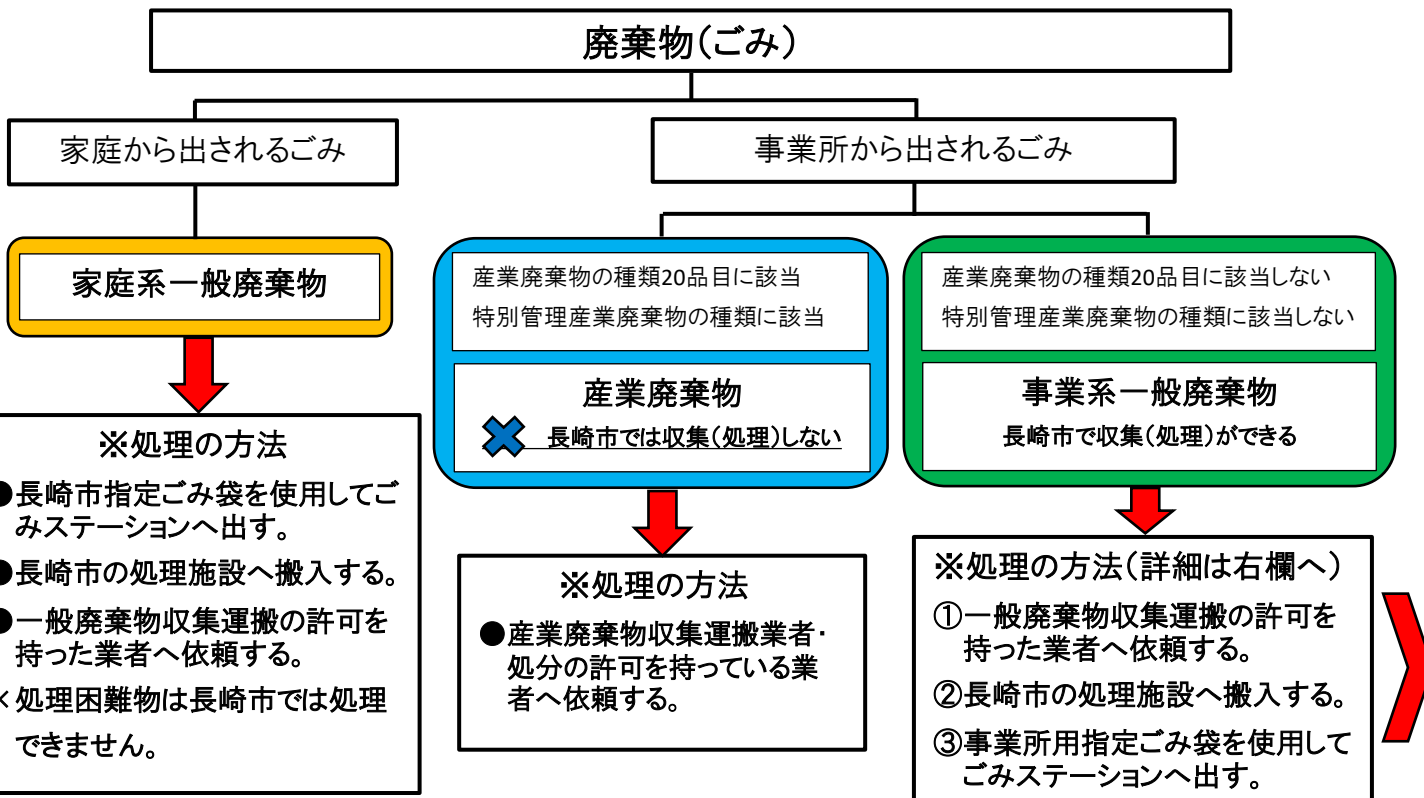 廃棄物(ごみ)
家庭から出されるごみ
事業所から出されるごみ
家庭系一般廃棄物
産業廃棄物の種類20品目に該当
特別管理産業廃棄物の種類に該当
産業廃棄物
長崎市では収集(処理)しない
産業廃棄物の種類20品目に該当しない
特別管理産業廃棄物の種類に該当しない
事業系一般廃棄物
長崎市で収集(処理)ができる
※処理の方法
●長崎市指定ごみ袋を使用してご
みステーションへ出す。
●長崎市の処理施設へ搬入する。
●一般廃棄物収集運搬の許可を
持った業者へ依頼する。
×処理困難物は長崎市では処理
できません。
※処理の方法
●産業廃棄物収集運搬業者・
処分の許可を持っている業
者へ依頼する。
※処理の方法(詳細は右欄へ)
①一般廃棄物収集運搬の許可を
持った業者へ依頼する。
②長崎市の処理施設へ搬入する。
③事業所用指定ごみ袋を使用して
ごみステーションへ出す。